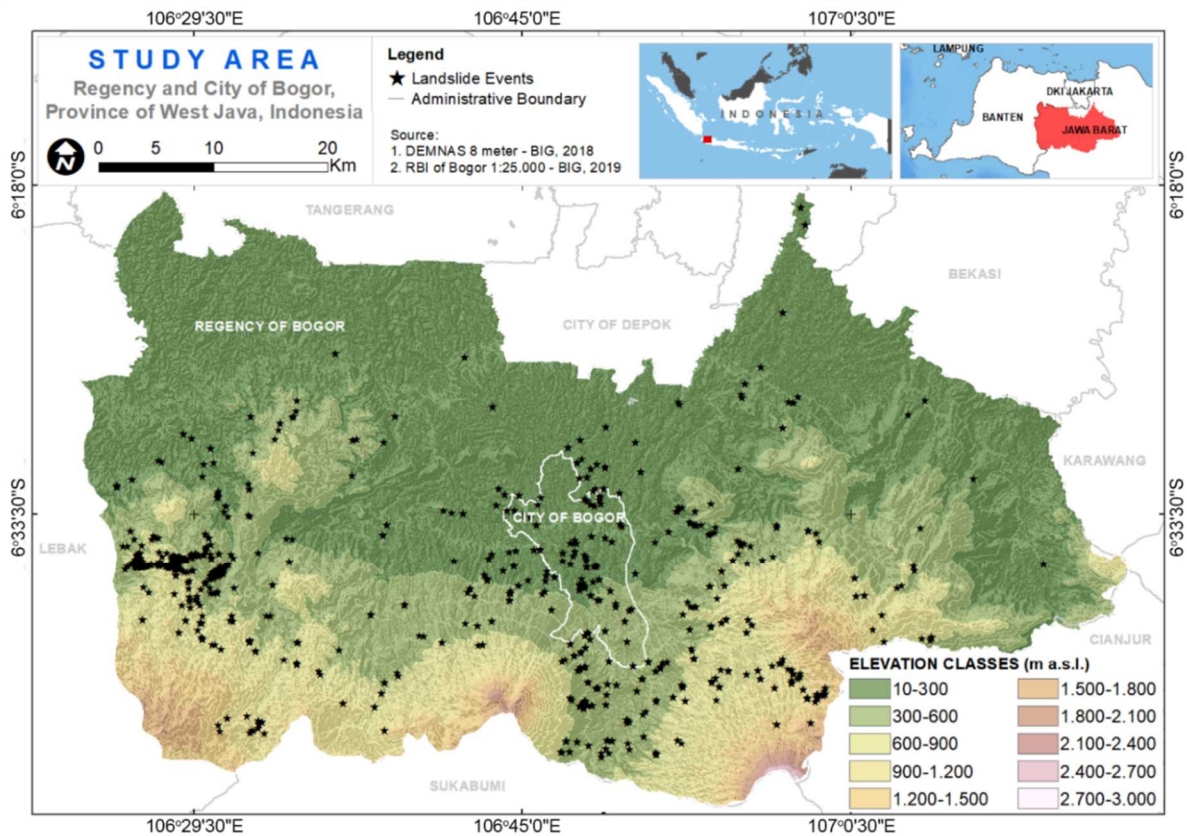 106°29'30"E 106°45'0"E 107°0'30"E
STUDY AREA
Regency and City of Bogor,
Province of West Java, Indonesia
N
0 5 10 20
Km
Legend
Landslide Events
Administrative Boundary
Source:
1. DEMNAS 8 meter - BIG, 2018
2. RBI of Bogor 1:25.000 - BIG, 2019
INDONESIA
LAMPUNG
DKI JAKARTA
BANTEN
JAWA BARAT
6°18'0"S
6°18'0"S
TANGERANG
BEKASI
REGENCY OF BOGOR
CITY OF DEPOK
KARAWANG
6°33'30"S
6°33'30"S
CITY OF BOGOR
LEBAK
CIANJUR
SUKABUMI
ELEVATION CLASSES (m a.s.l.)
10-300
300-600
600-900
900-1.200
1.200-1.500
1.500-1.800
1.800-2.100
2.100-2.400
2.400-2.700
2.700-3.000
106°29'30"E 106°45'0"E 107°0'30"E